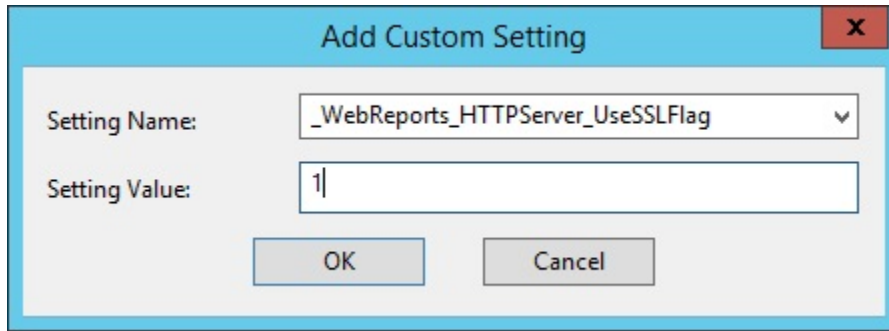 Add Custom Setting
x
Setting Name: _WebReports_HTTPServer_UseSSLFlag
Setting Value: 1
OK Cancel